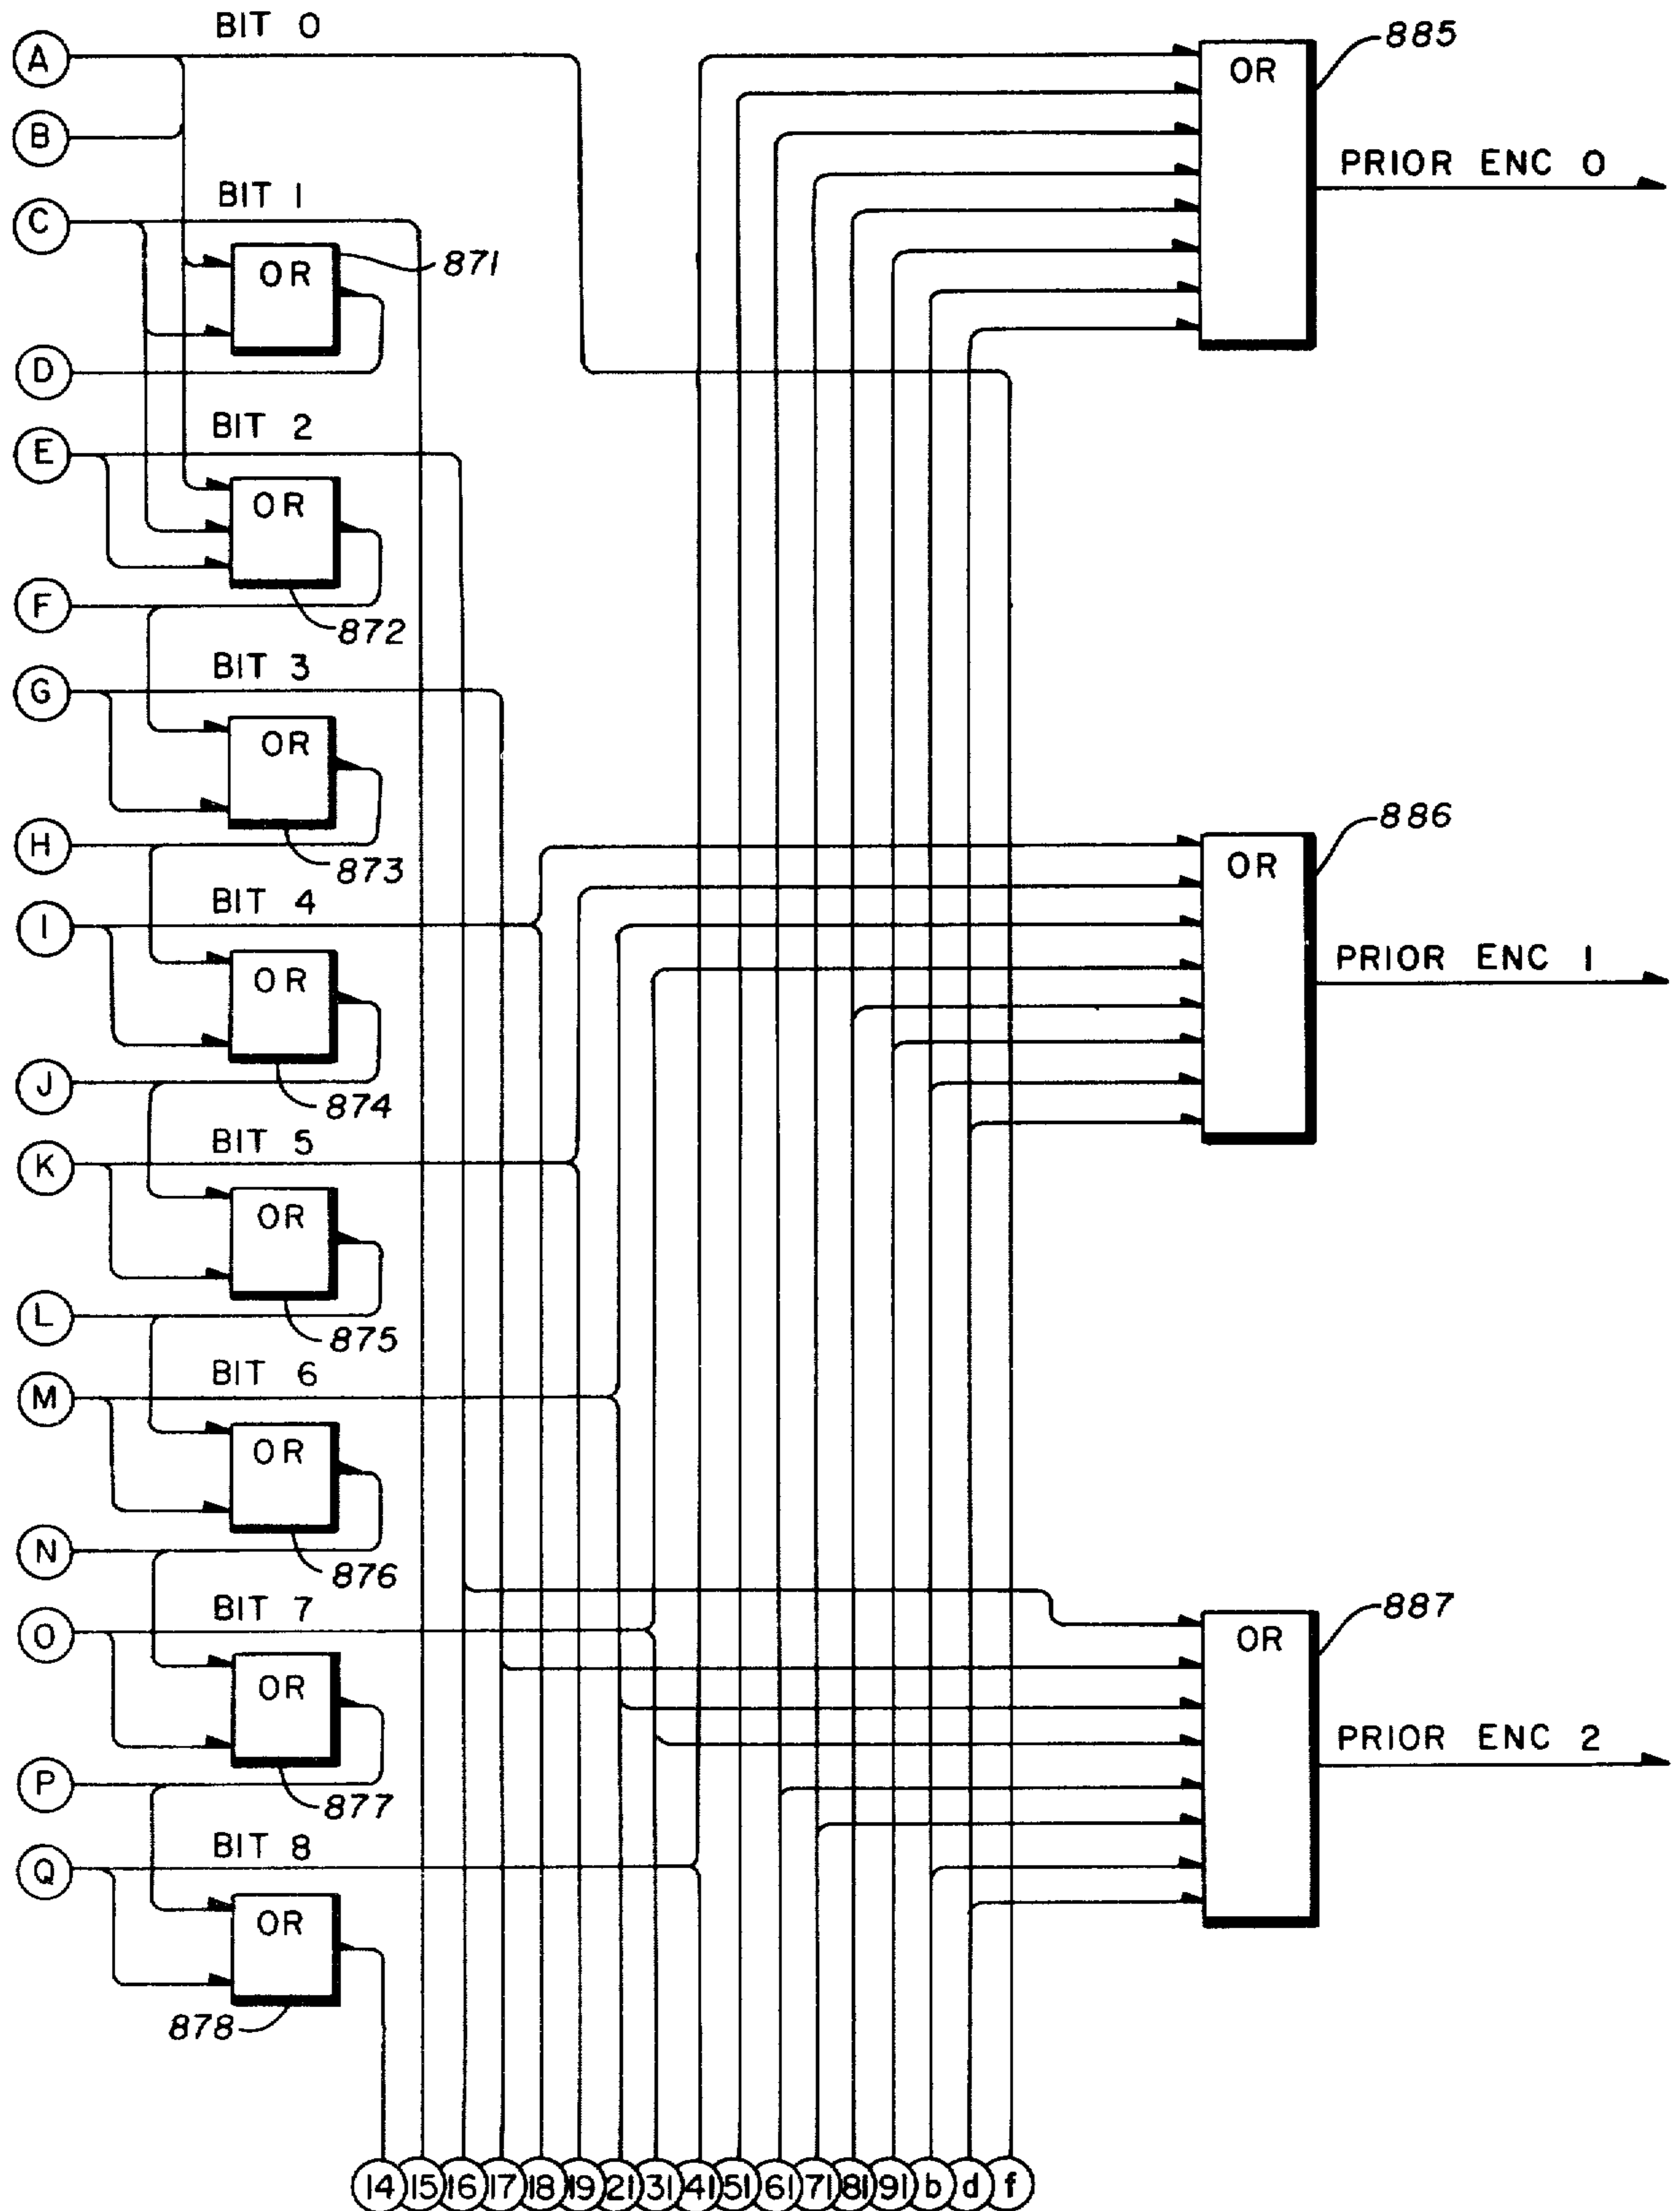 A
BIT 0
B
C
BIT 1
OR
871
D
E
BIT 2
OR
872
F
G
BIT 3
OR
873
H
I
BIT 4
OR
874
J
K
BIT 5
OR
875
L
M
BIT 6
OR
876
N
O
BIT 7
OR
877
P
Q
BIT 8
OR
878
OR
885
PRIOR ENC 0
OR
886
PRIOR ENC 1
OR
887
PRIOR ENC 2
14 15 16 17 18 19 21 31 41 51 61 71 81 91 b d f